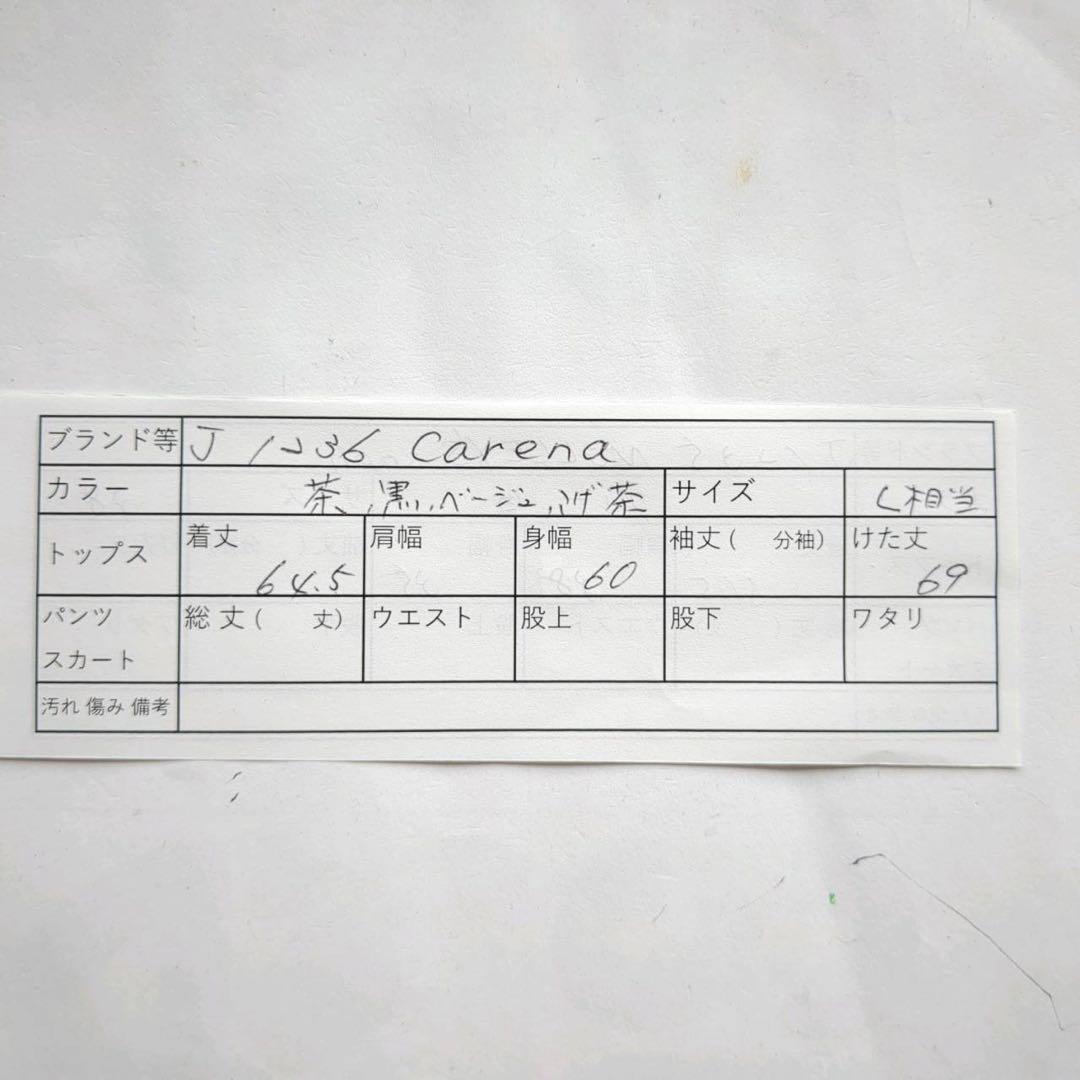 ブランド等 J 1236 Carena
カラー 茶、黒、ベージュ、こげ茶 サイズ L相当
トップス 着丈 64.5 肩幅 身幅 60 袖丈( 分袖) けた丈 69
パンツ スカート 総丈( 丈) ウエスト 股上 股下 ワタリ
汚れ 傷み 備考